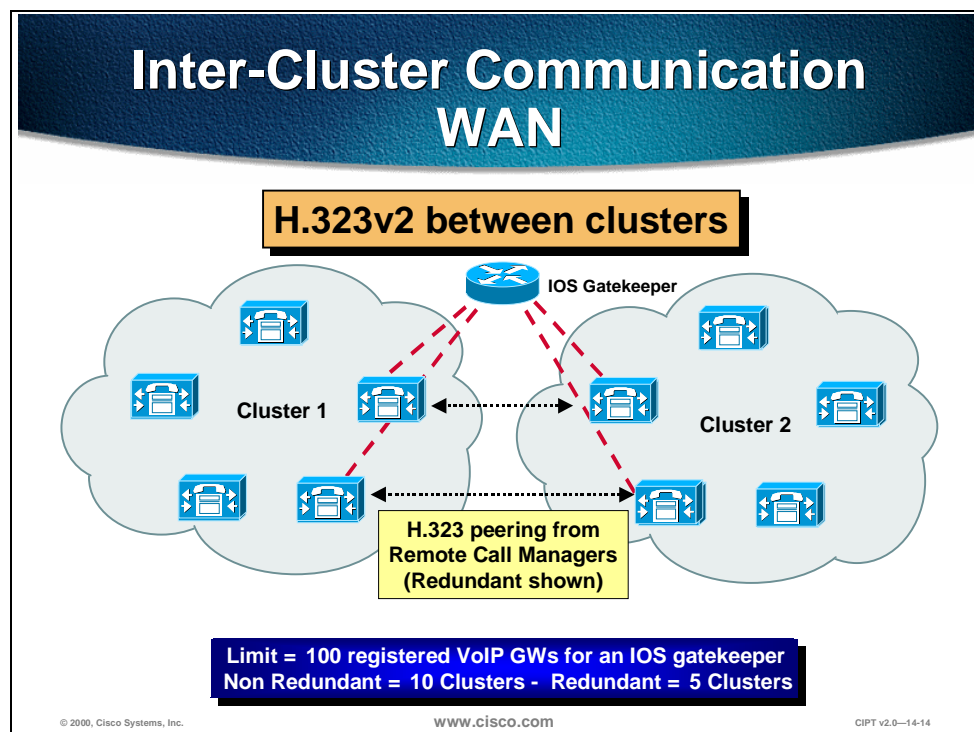 Inter-Cluster Communication
WAN
H.323v2 between clusters
IOS Gatekeeper
Cluster 1
Cluster 2
H.323 peering from
Remote Call Managers
(Redundant shown)
Limit = 100 registered VoIP GWs for an IOS gatekeeper
Non Redundant = 10 Clusters - Redundant = 5 Clusters
© 2000, Cisco Systems, Inc.
www.cisco.com
CIPT v2.0—14-14